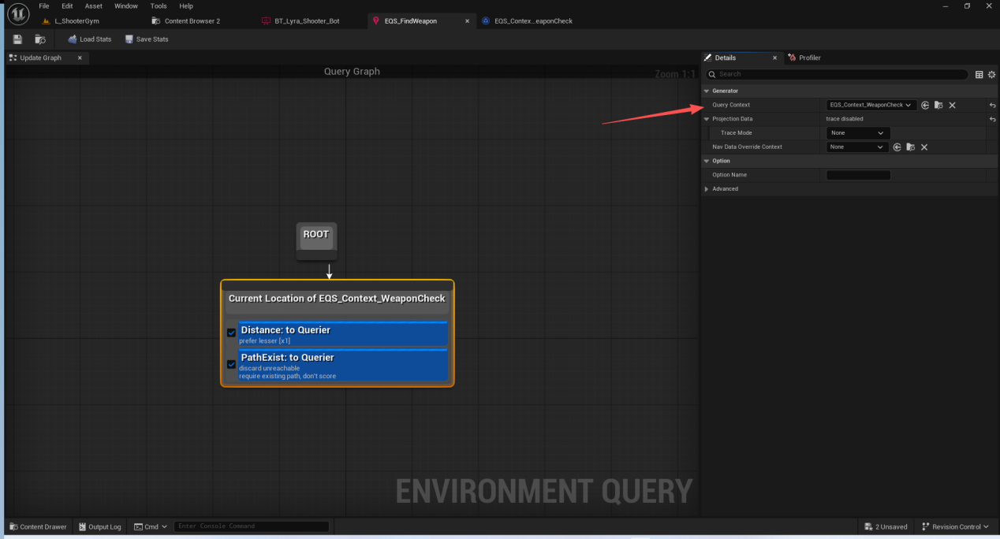 File Edit Asset Window Tools Help
L_ShooterGym Content Browser 2 BT_Lyra_Shooter_Bot EQS_FindWeapon EQS_Contex...eaponCheck
Load Stats Save Stats
Update Graph Details Profiler
Query Graph
Zoom 1:1
Search
Generator
Query Context EQS_Context_WeaponCheck
Projection Data trace disabled
Trace Mode None
Nav Data Override Context None
Option
Option Name
Advanced
ROOT
Current Location of EQS_Context_WeaponCheck
Distance: to Querier
prefer lesser [x1]
PathExist: to Querier
discard unreachable
require existing path, don't score
ENVIRONMENT QUERY
Content Drawer Output Log Cmd Enter Console Command 2 Unsaved Revision Control